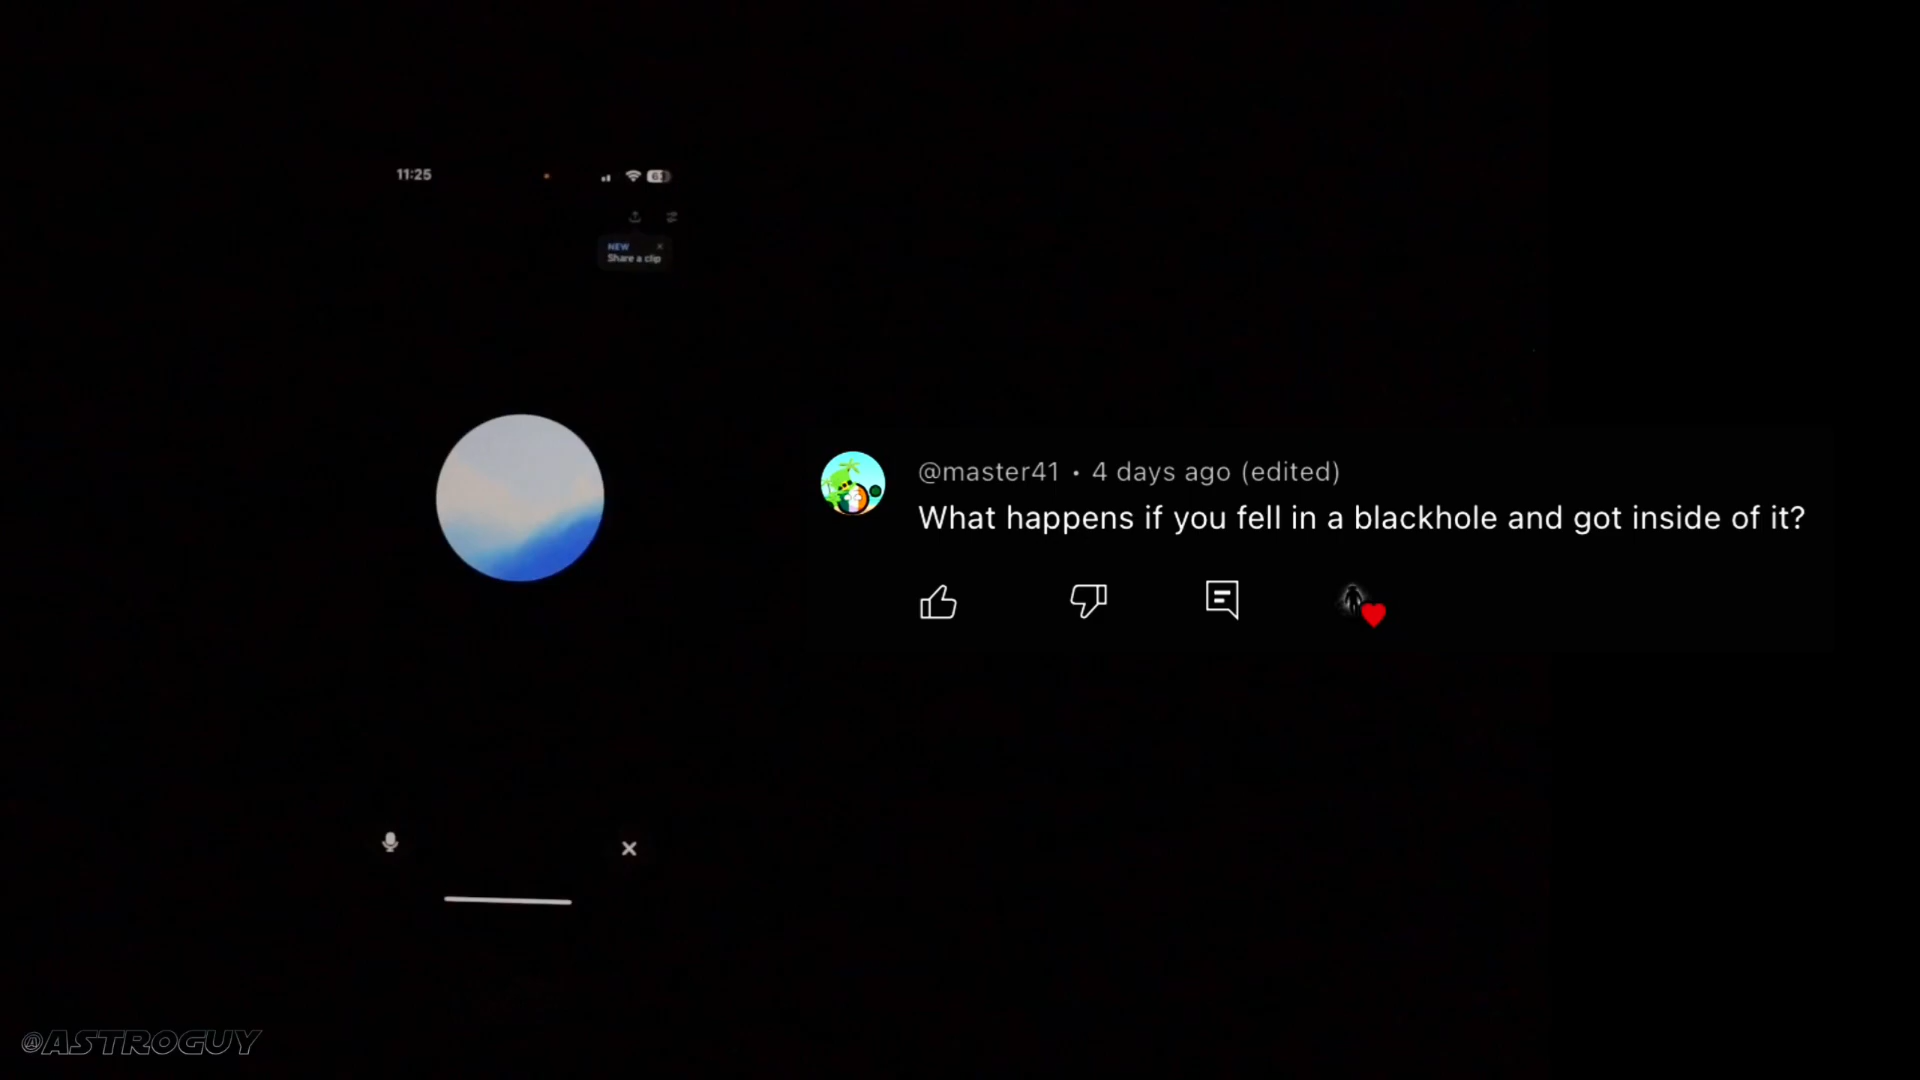 11:25
NEW
Share a clip
@master41 • 4 days ago (edited)
What happens if you fell in a blackhole and got inside of it?
@ASTROGUY